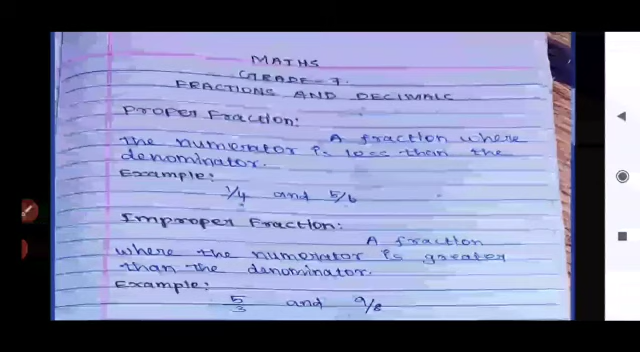 MATHS
GRADE-7.
FRACTIONS AND DECIMALS
Proper Fraction:
A fraction where
the numerator is less than the
denominator.
Example:
1/4 and 5/6
Improper Fraction:
A fraction
where the numerator is greater
than the denominator.
Example:
5/3 and 9/8